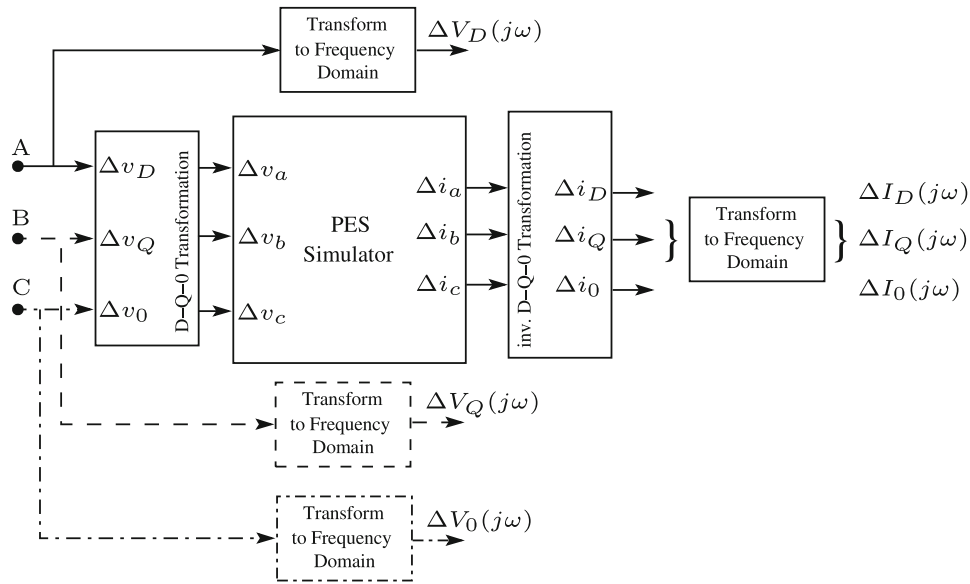 Transform
to Frequency
Domain
ΔV_D(jω)
A
B
C
Δv_D
Δv_Q
Δv_0
D–Q–0 Transformation
Δv_a
Δv_b
Δv_c
PES
Simulator
Δi_a
Δi_b
Δi_c
inv. D–Q–0 Transformation
Δi_D
Δi_Q
Δi_0
}
Transform
to Frequency
Domain
}
ΔI_D(jω)
ΔI_Q(jω)
ΔI_0(jω)
Transform
to Frequency
Domain
ΔV_Q(jω)
Transform
to Frequency
Domain
ΔV_0(jω)